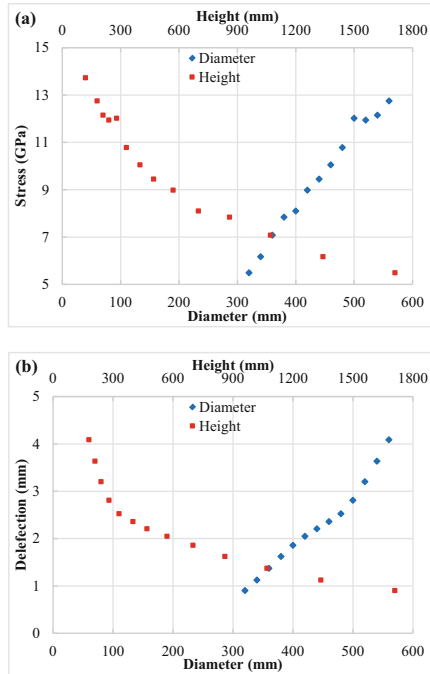 (a)
Height (mm)
0 300 600 900 1200 1500 1800
15
13
11
9
7
5
Stress (GPa)
Diameter
Height
0 100 200 300 400 500 600
Diameter (mm)
(b)
Height (mm)
0 300 600 900 1200 1500 1800
5
4
3
2
1
0
Delefection (mm)
Diameter
Height
0 100 200 300 400 500 600
Diameter (mm)